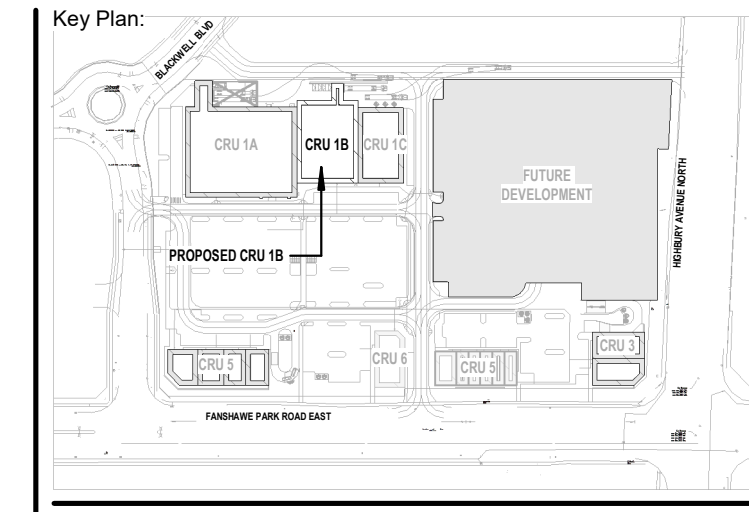 Key Plan:
BLACKWELL BLVD
CRU 1A
CRU 1B
CRU 1C
FUTURE
DEVELOPMENT
HIGHBURY AVENUE NORTH
PROPOSED CRU 1B
CRU 5
CRU 6
CRU 5
CRU 3
FANSHAWE PARK ROAD EAST